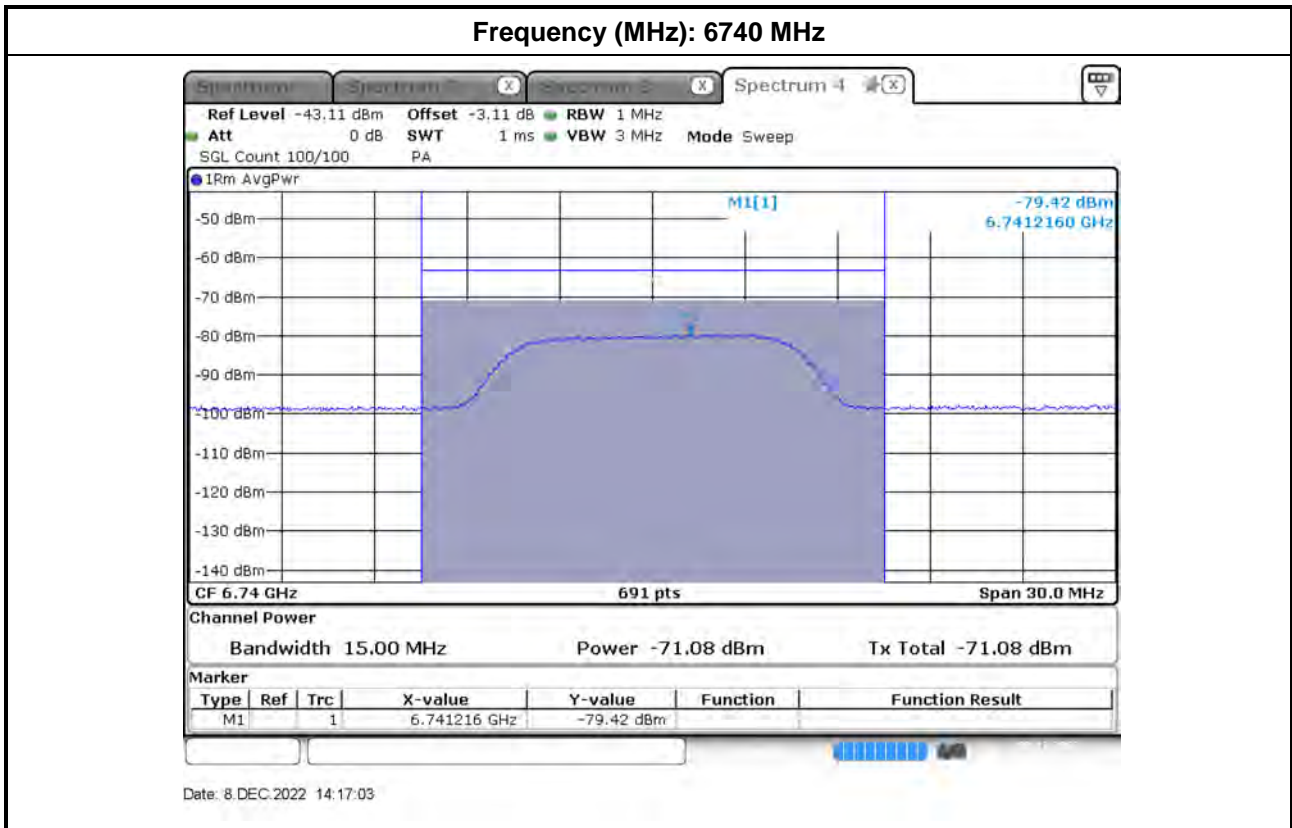 Frequency (MHz): 6740 MHz
Spectrum 4
Ref Level -43.11 dBm Offset -3.11 dB RBW 1 MHz
Att 0 dB SWT 1 ms VBW 3 MHz Mode Sweep
SGL Count 100/100 PA
1Rm AvgPwr
M1[1] -79.42 dBm
6.7412160 GHz
-50 dBm
-60 dBm
-70 dBm
-80 dBm
-90 dBm
-100 dBm
-110 dBm
-120 dBm
-130 dBm
-140 dBm
CF 6.74 GHz 691 pts Span 30.0 MHz
Channel Power
Bandwidth 15.00 MHz Power -71.08 dBm Tx Total -71.08 dBm
Marker
Type Ref Trc X-value Y-value Function Function Result
M1 1 6.741216 GHz -79.42 dBm
Date: 8.DEC.2022 14:17:03